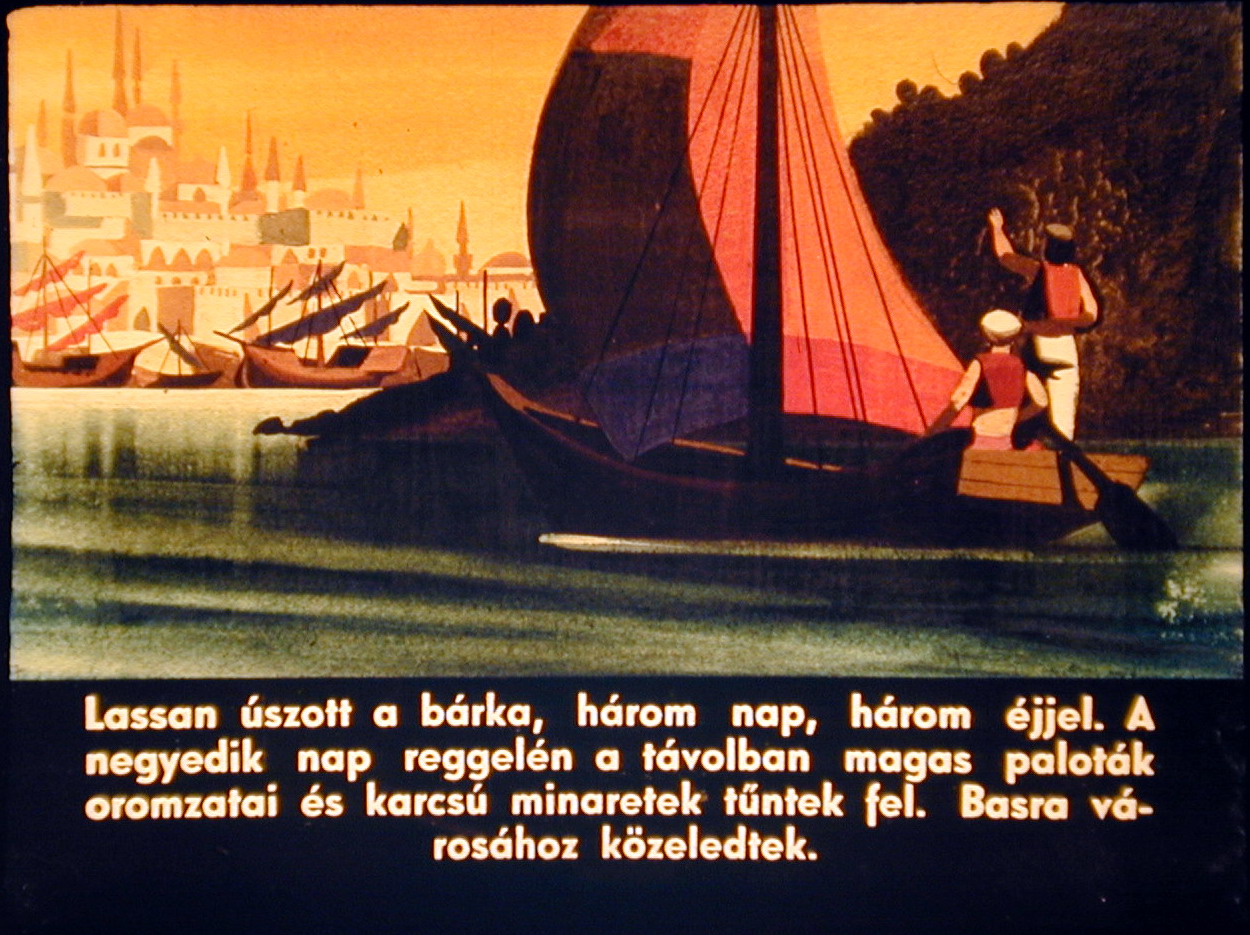 Lassan úszott a bárka, három nap, három éjjel. A
negyedik nap reggelén a távolban magas paloták
oromzatai és karcsú minaretek tűntek fel. Basra vá-
rosához közeledtek.